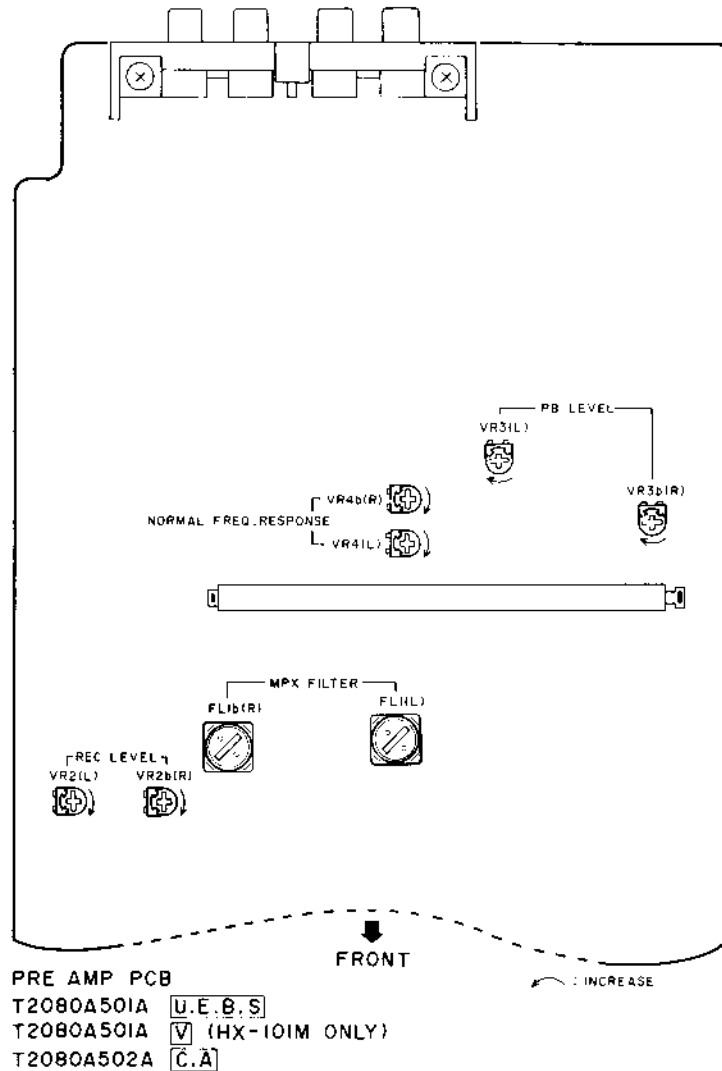 PB LEVEL
VR3(L)
VR3b(R)
VR4b(R)
NORMAL FREQ.RESPONSE
VR4(L)
MPX FILTER
FL1b(R)
FL1(L)
REC LEVEL
VR2(L)
VR2b(R)
FRONT
: INCREASE
PRE AMP PCB
T2080A501A U.E.B.S
T2080A501A V (HX-101M ONLY)
T2080A502A C.A